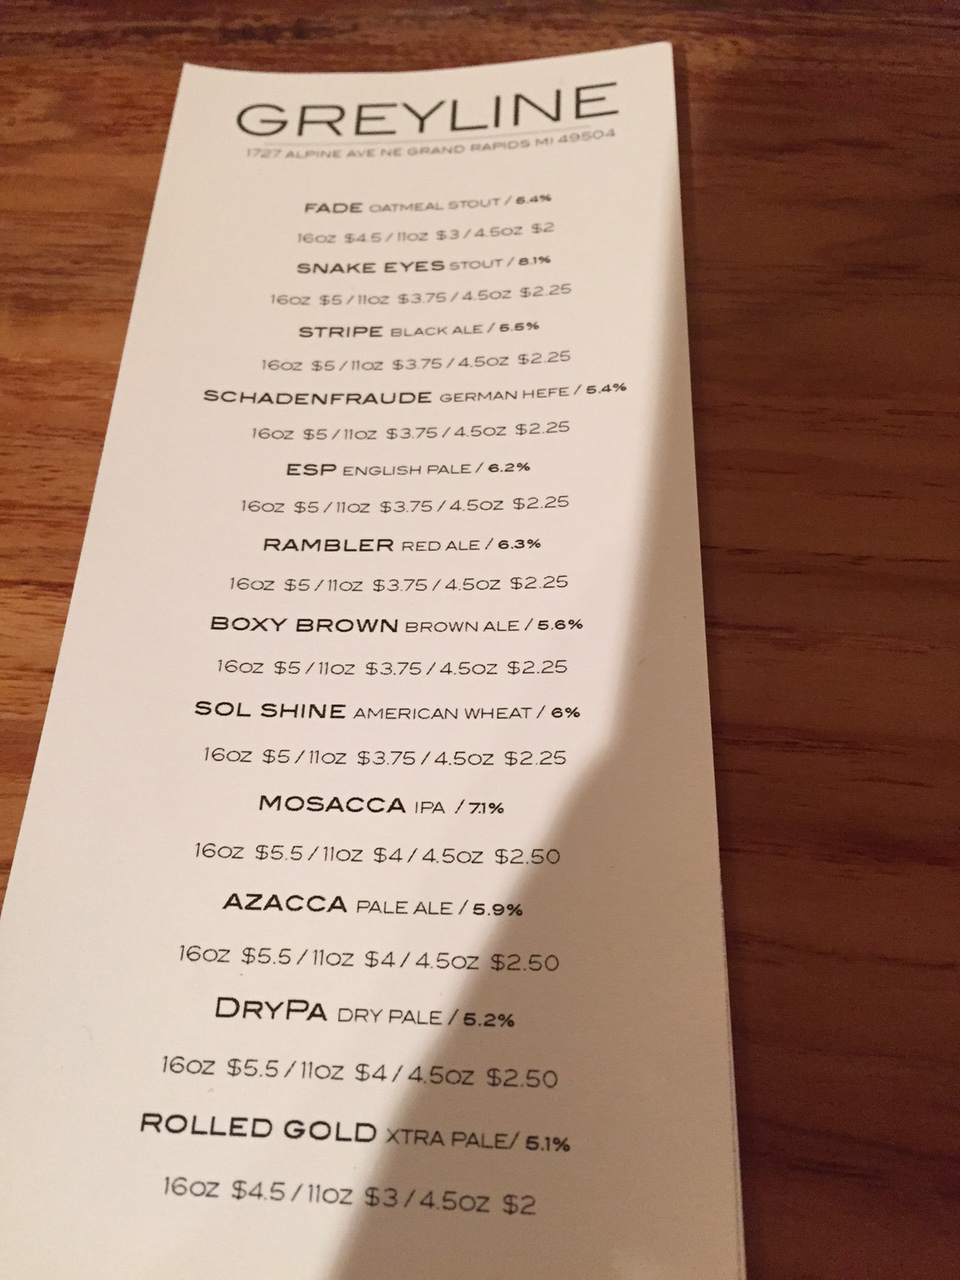 GREYLINE
1727 ALPINE AVE NE GRAND RAPIDS MI 49504
FADE OATMEAL STOUT / 5.4%
16oz $4.5/11oz $3/4.5oz $2
SNAKE EYES STOUT / 8.1%
16oz $5/11oz $3.75/4.5oz $2.25
STRIPE BLACK ALE / 5.5%
16oz $5/11oz $3.75/4.5oz $2.25
SCHADENFRAUDE GERMAN HEFE / 5.4%
16oz $5/11oz $3.75/4.5oz $2.25
ESP ENGLISH PALE / 6.2%
16oz $5/11oz $3.75/4.5oz $2.25
RAMBLER RED ALE / 6.3%
16oz $5/11oz $3.75/4.5oz $2.25
BOXY BROWN BROWN ALE / 5.6%
16oz $5/11oz $3.75/4.5oz $2.25
SOL SHINE AMERICAN WHEAT / 6%
16oz $5/11oz $3.75/4.5oz $2.25
MOSACCA IPA / 7.1%
16oz $5.5/11oz $4/4.5oz $2.50
AZACCA PALE ALE / 5.9%
16oz $5.5/11oz $4/4.5oz $2.50
DRYPA DRY PALE / 5.2%
16oz $5.5/11oz $4/4.5oz $2.50
ROLLED GOLD XTRA PALE/ 5.1%
16oz $4.5/11oz $3/4.5oz $2